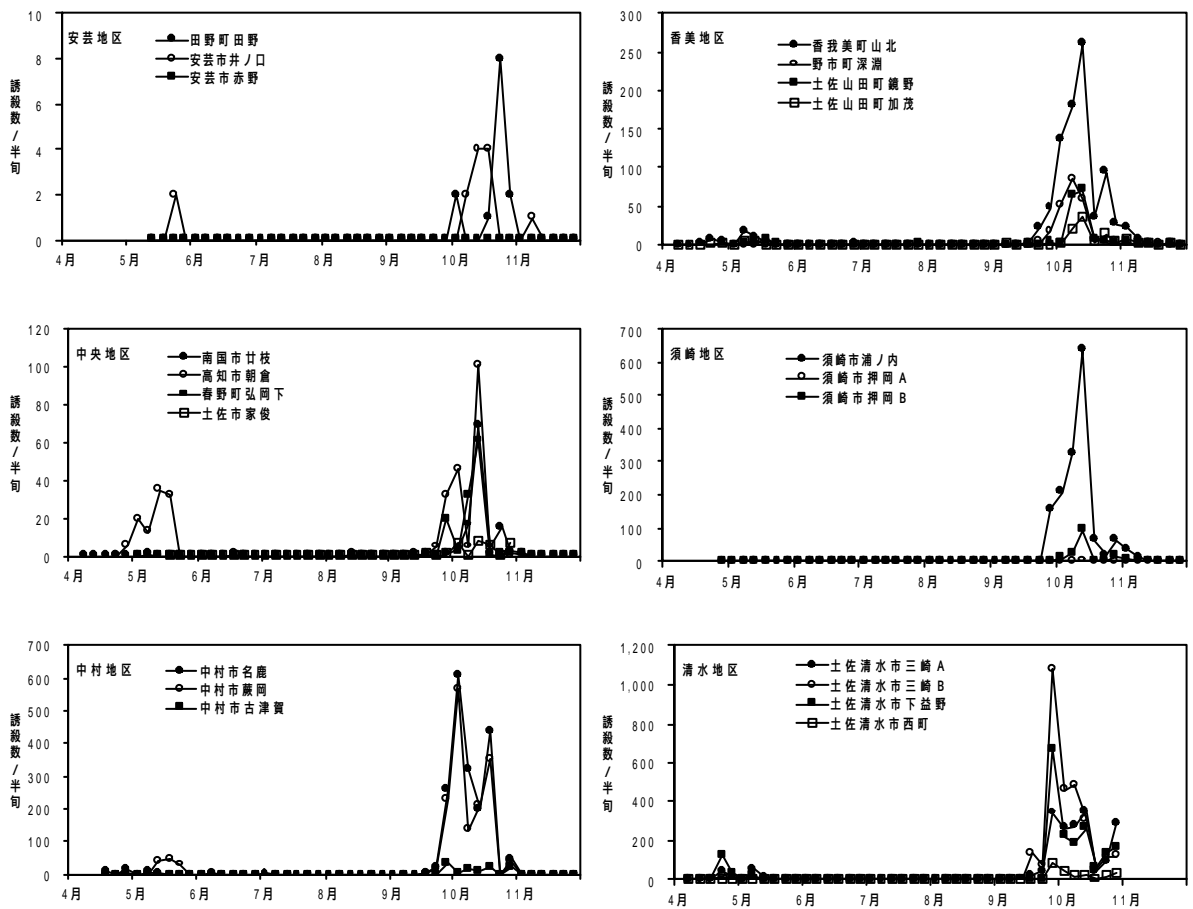 安芸地区
田野町田野
安芸市井ノ口
安芸市赤野
誘殺数/半旬
10
8
6
4
2
0
4月 5月 6月 7月 8月 9月 10月 11月
香美地区
香我美町山北
野市町深淵
土佐山田町鏡野
土佐山田町加茂
誘殺数/半旬
300
250
200
150
100
50
0
4月 5月 6月 7月 8月 9月 10月 11月
中央地区
南国市廿枝
高知市朝倉
春野町弘岡下
土佐市家俊
誘殺数/半旬
120
100
80
60
40
20
0
4月 5月 6月 7月 8月 9月 10月 11月
須崎地区
須崎市浦ノ内
須崎市押岡A
須崎市押岡B
誘殺数/半旬
700
600
500
400
300
200
100
0
4月 5月 6月 7月 8月 9月 10月 11月
中村地区
中村市名鹿
中村市蕨岡
中村市古津賀
誘殺数/半旬
700
600
500
400
300
200
100
0
4月 5月 6月 7月 8月 9月 10月 11月
清水地区
土佐清水市三崎A
土佐清水市三崎B
土佐清水市下益野
土佐清水市西町
誘殺数/半旬
1,200
1,000
800
600
400
200
0
4月 5月 6月 7月 8月 9月 10月 11月